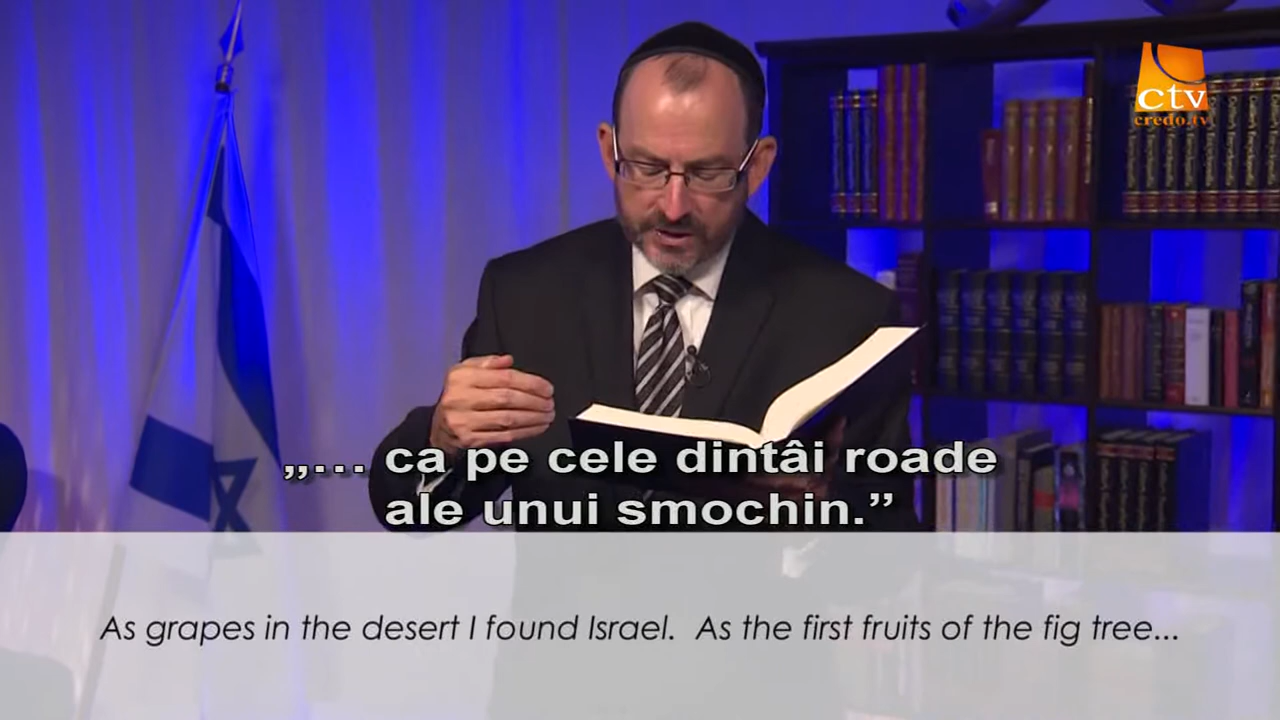 ctv
credo.tv
„... ca pe cele dintâi roade
ale unui smochin.”
As grapes in the desert I found Israel.  As the first fruits of the fig tree...